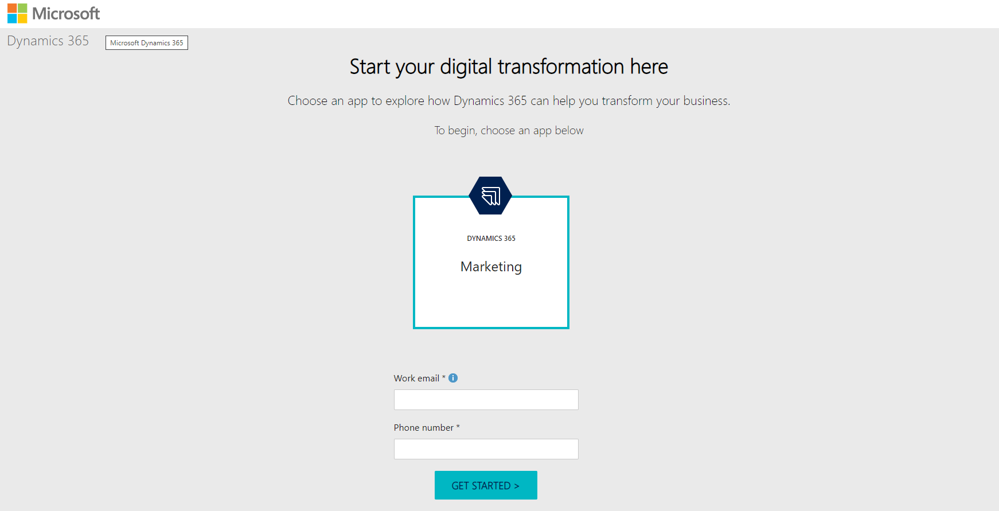 Microsoft
Dynamics 365
Microsoft Dynamics 365
Start your digital transformation here
Choose an app to explore how Dynamics 365 can help you transform your business.
To begin, choose an app below
DYNAMICS 365
Marketing
Work email * i
Phone number *
GET STARTED >